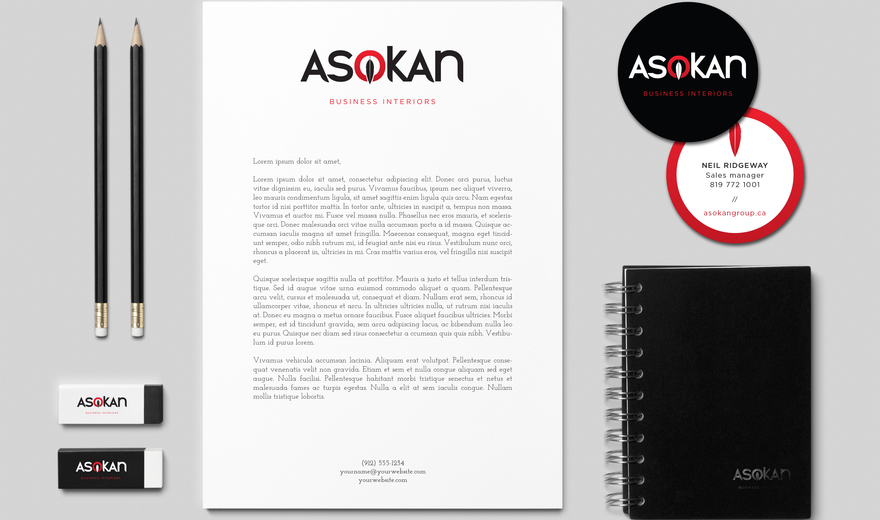 ASOKAN
BUSINESS INTERIORS
Lorem ipsum dolor sit amet,
Lorem ipsum dolor sit amet, consectetur adipiscing elit. Donec orci purus, luctus
vitae dignissim eu, iaculis sed purus. Vivamus faucibus, ipsum nec aliquet viverra,
leo mauris condimentum ligula, sit amet sagittis enim ligula quis arcu. Nam egestas
tortor id nisi porttitor mattis. In tortor ante, ultricies in suscipit a, tempus non massa.
Vivamus et auctor mi. Fusce vel massa nulla. Phasellus nec eros mauris, et sceleris-
que orci. Donec malesuada orci vitae nulla accumsan porta a id massa. Quisque ac-
cumsan iaculis magna sit amet fringilla. Maecenas consequat, magna eget tincid-
unt semper, odio nibh rutrum mi, id feugiat ante nisi eu risus. Vestibulum nunc orci,
rhoncus a placerat in, ultricies in mi. Cras mattis varius eros, vel fringilla nisi suscipit
eget.
Quisque scelerisque sagittis nulla at porttitor. Mauris a justo et tellus interdum tris-
tique. Sed id augue vitae urna euismod commodo aliquet a quam. Pellentesque
arcu velit, cursus et malesuada ut, consequat et diam. Nullam erat sem, rhoncus id
ullamcorper vitae, rhoncus et arcu. In ultricies ultricies nulla, ut rutrum nisi iaculis
at. Donec eu magna a metus ornare faucibus. Fusce aliquet faucibus ultricies. Morbi
semper, est id tincidunt gravida, sem arcu adipiscing lacus, ac bibendum nulla leo
eu purus. Quisque nec diam sed risus consectetur a ccumsan quis quis nibh. Vestibu-
lum id purus lorem.
Vivamus vehicula accumsan lacinia. Aliquam erat volutpat. Pellentesque conse-
quat venenatis velit non gravida. Etiam et sem et nulla congue aliquam sed eget
augue. Nulla facilisi. Pellentesque habitant morbi tristique senectus et netus et
malesuada fames ac turpis egestas. Nulla a elit at sem iaculis congue. Nullam
mollis tristique lobortis.
(912) 555-1234
yourname@yourwebsite.com
yourwebsite.com
ASOKAN
BUSINESS INTERIORS
NEIL RIDGEWAY
Sales manager
819 772 1001
//
asokangroup.ca
ASOKAN
BUSINESS INTERIORS
ASOKAN
BUSINESS INTERIORS
ASOKAN